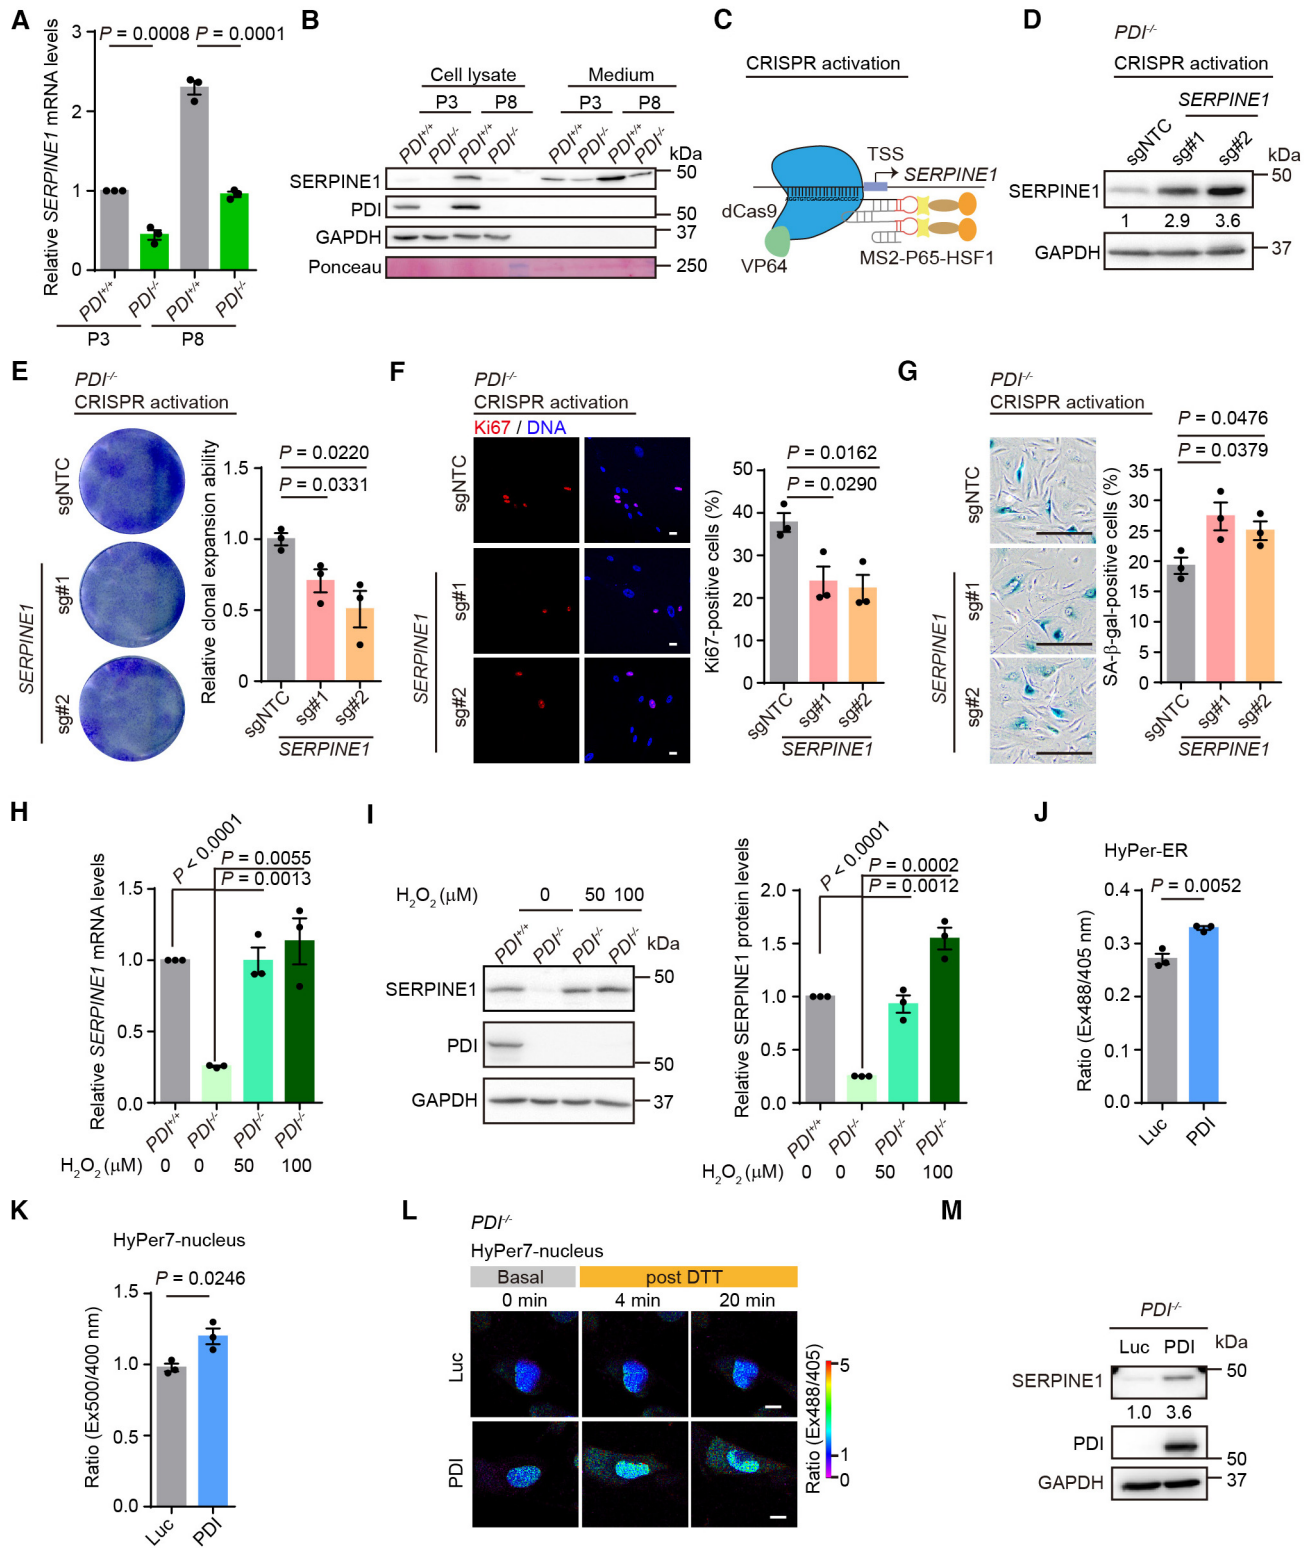 A
P = 0.0008 P = 0.0001
Relative SERPINE1 mRNA levels
3
2
1
0
PDI+/+ PDI-/- PDI+/+ PDI-/-
P3 P8
B
Cell lysate Medium
P3 P8 P3 P8
PDI+/+ PDI-/- PDI+/+ PDI-/- PDI+/+ PDI-/- PDI+/+ PDI-/-
kDa
SERPINE1 50
PDI 50
GAPDH 37
Ponceau 250
C
CRISPR activation
TSS
SERPINE1
dCas9
VP64
MS2-P65-HSF1
D
PDI-/-
CRISPR activation
SERPINE1
sgNTC sg#1 sg#2
kDa
SERPINE1 50
1 2.9 3.6
GAPDH 37
E
PDI-/-
CRISPR activation
sgNTC
sg#1
sg#2
SERPINE1
Relative clonal expansion ability
P = 0.0220
P = 0.0331
1.5
1.0
0.5
0
sgNTC sg#1 sg#2
SERPINE1
F
PDI-/-
CRISPR activation
Ki67 / DNA
sgNTC
sg#1
sg#2
SERPINE1
Ki67-positive cells (%)
P = 0.0162
P = 0.0290
50
40
30
20
10
0
sgNTC sg#1 sg#2
SERPINE1
G
PDI-/-
CRISPR activation
sgNTC
sg#1
sg#2
SERPINE1
SA-β-gal-positive cells (%)
P = 0.0476
P = 0.0379
35
30
25
20
15
10
5
0
sgNTC sg#1 sg#2
SERPINE1
H
Relative SERPINE1 mRNA levels
P < 0.0001
P = 0.0055
P = 0.0013
1.5
1.0
0.5
0.0
PDI+/+ PDI-/- PDI-/- PDI-/-
H2O2 (μM) 0 0 50 100
I
H2O2 (μM) 0 50 100
PDI+/+ PDI-/- PDI-/- PDI-/-
kDa
SERPINE1 50
PDI 50
GAPDH 37
Relative SERPINE1 protein levels
P < 0.0001
P = 0.0002
P = 0.0012
2.0
1.5
1.0
0.5
0.0
PDI+/+ PDI-/- PDI-/- PDI-/-
H2O2 (μM) 0 0 50 100
J
HyPer-ER
P = 0.0052
Ratio (Ex488/405 nm)
0.4
0.3
0.2
0.1
0.0
Luc PDI
K
HyPer7-nucleus
P = 0.0246
Ratio (Ex500/400 nm)
1.5
1.0
0.5
0.0
Luc PDI
L
PDI-/-
HyPer7-nucleus
Basal post DTT
0 min 4 min 20 min
Luc
PDI
Ratio (Ex488/405)
5
1
0
M
PDI-/-
Luc PDI kDa
SERPINE1 50
1.0 3.6
PDI 50
GAPDH 37